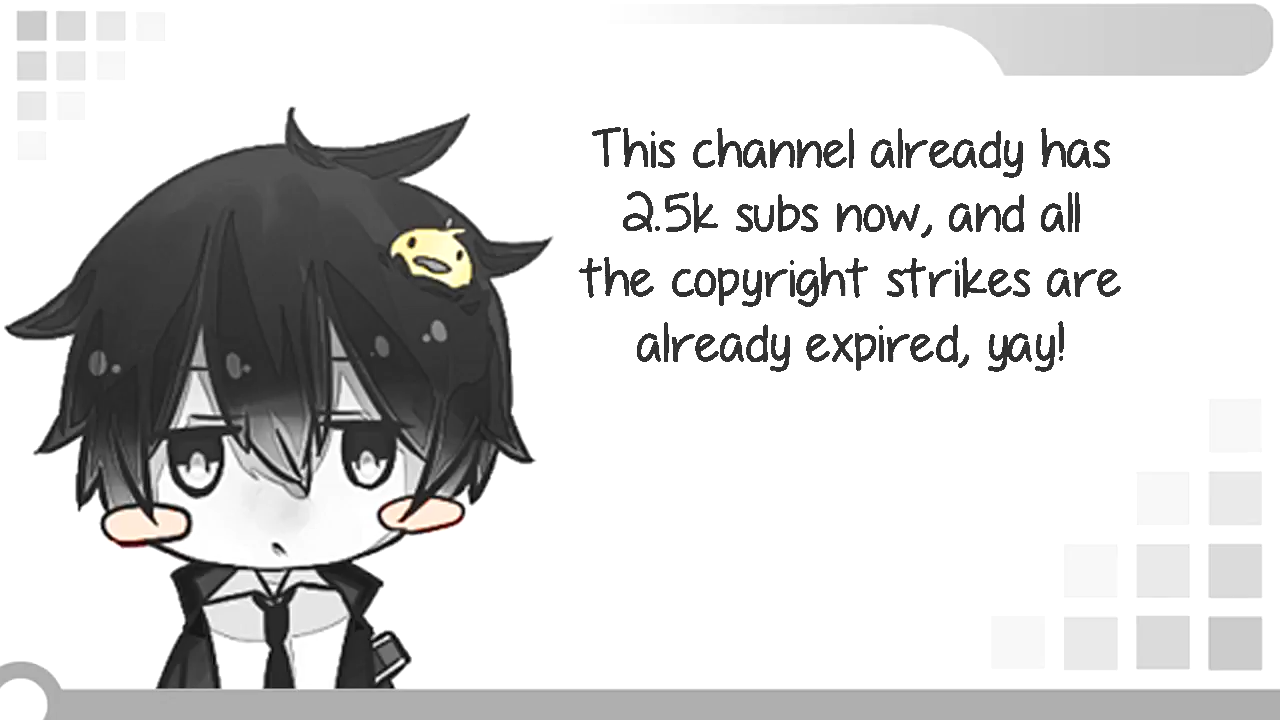 This channel already has
2.5k subs now, and all
the copyright strikes are
already expired, yay!